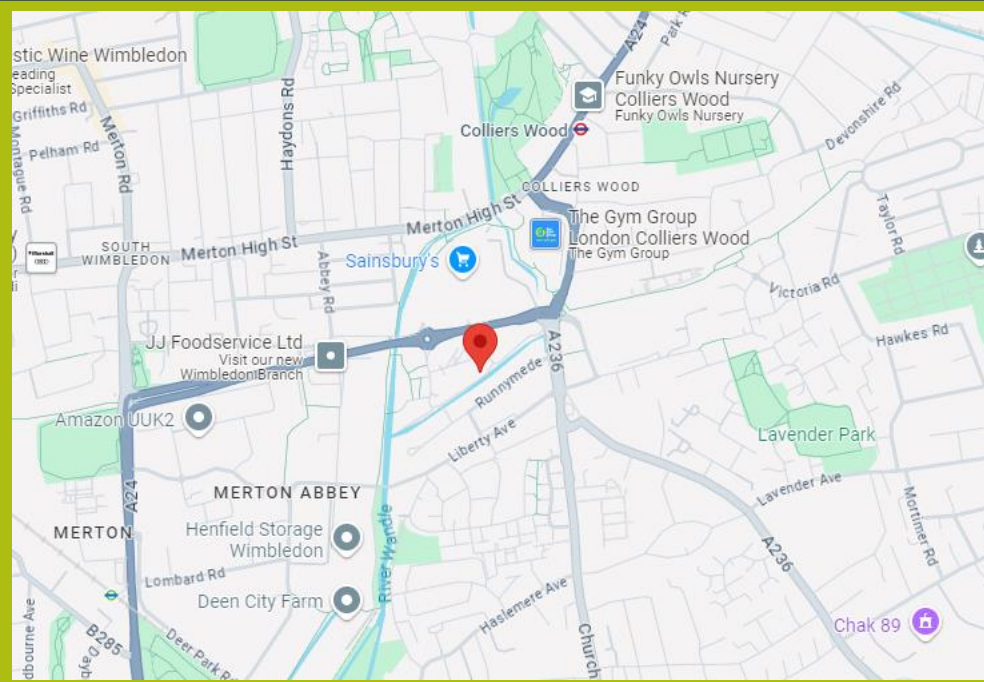 stic Wine Wimbledon
eading
Specialist
Griffiths Rd
Pelham Rd
Montague Rd
Merton Rd
Haydons Rd
A24
Park R
Funky Owls Nursery
Colliers Wood
Funky Owls Nursery
Colliers Wood
Devonshire Rd
COLLIERS WOOD
Merton High St
The Gym Group
London Colliers Wood
The Gym Group
Taylor Rd
SOUTH
WIMBLEDON
Merton High St
Abbey Rd
Sainsbury's
Victoria Rd
Hawkes Rd
JJ Foodservice Ltd
Visit our new
Wimbledon Branch
A236
Runnymede
Amazon UUK2
Liberty Ave
Lavender Park
Lavender Ave
MERTON ABBEY
A24
MERTON
Henfield Storage
Wimbledon
River Wandle
Mortimer Rd
A236
Lombard Rd
Deen City Farm
Haslemere Ave
Chak 89
dbourne Ave
B285
Dayb
Deer Park R
Church